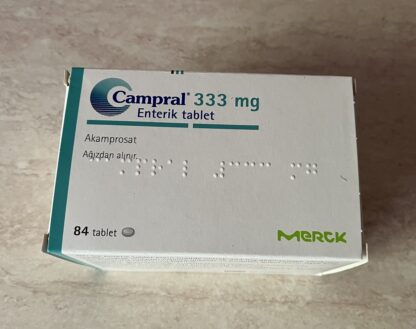 Campral® 333 mg
Enterik tablet
Akamprosat
Ağızdan alınır.
84 tablet
MERCK